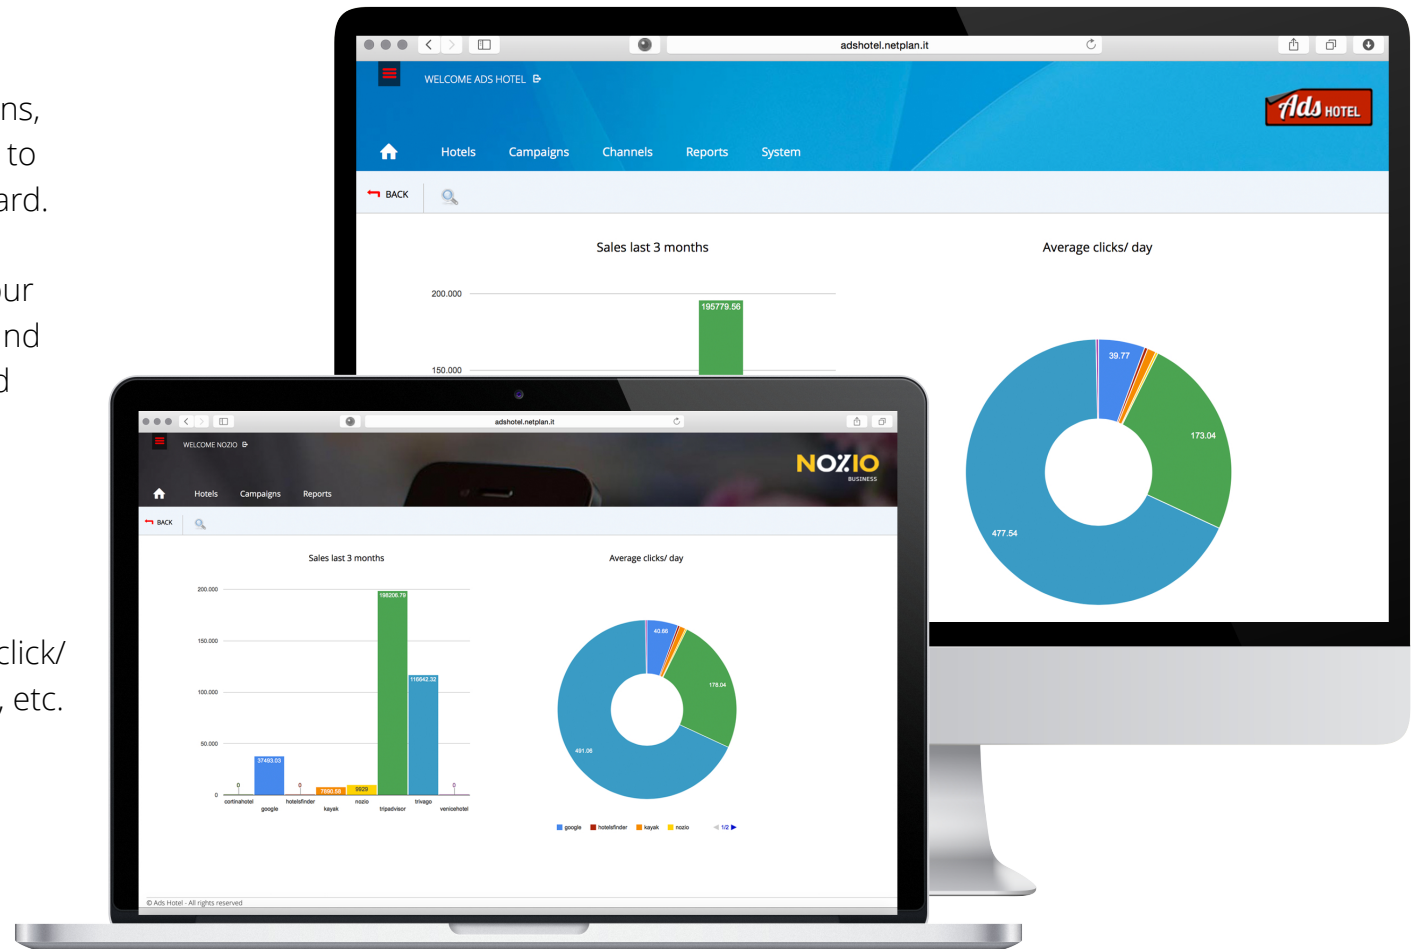 ns,
to
ard.
our
nd
d
click/
, etc.
adshotel.netplan.it
WELCOME ADS HOTEL
Ads HOTEL
Hotels Campaigns Channels Reports System
BACK
Sales last 3 months
Average clicks/ day
200.000
195779.56
150.000
39.77
173.04
477.54
adshotel.netplan.it
WELCOME NOZIO
NOZIO
BUSINESS
Hotels Campaigns Reports
BACK
Sales last 3 months
Average clicks/ day
200.000
198206.79
150.000
116642.32
100.000
50.000
37493.03
0
0
7690.58
9929
0
0
cortinahotel
google
hotelsfinder
kayak
nozio
tripadvisor
trivago
venicehotel
40.86
178.04
491.06
google hotelsfinder kayak nozio 1/2
© Ads Hotel - All rights reserved